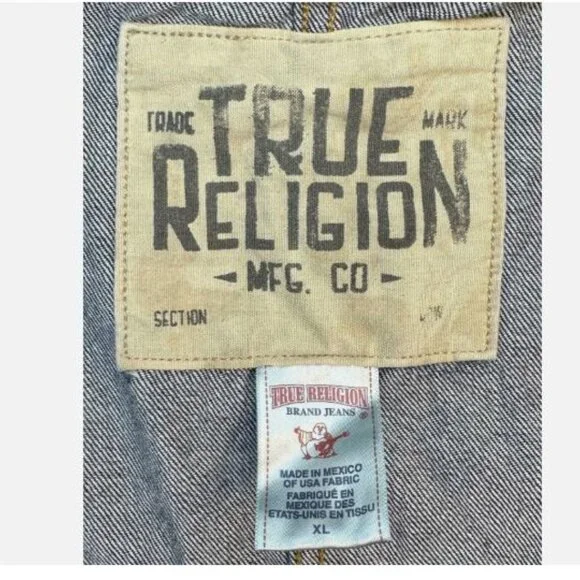 TRADE TRUE MARK
RELIGION
MFG. CO
SECTION
TRUE RELIGION
BRAND JEANS ®
MADE IN MEXICO
OF USA FABRIC
FABRIQUÉ EN
MEXIQUE DES
ETATS-UNIS EN TISSU
XL